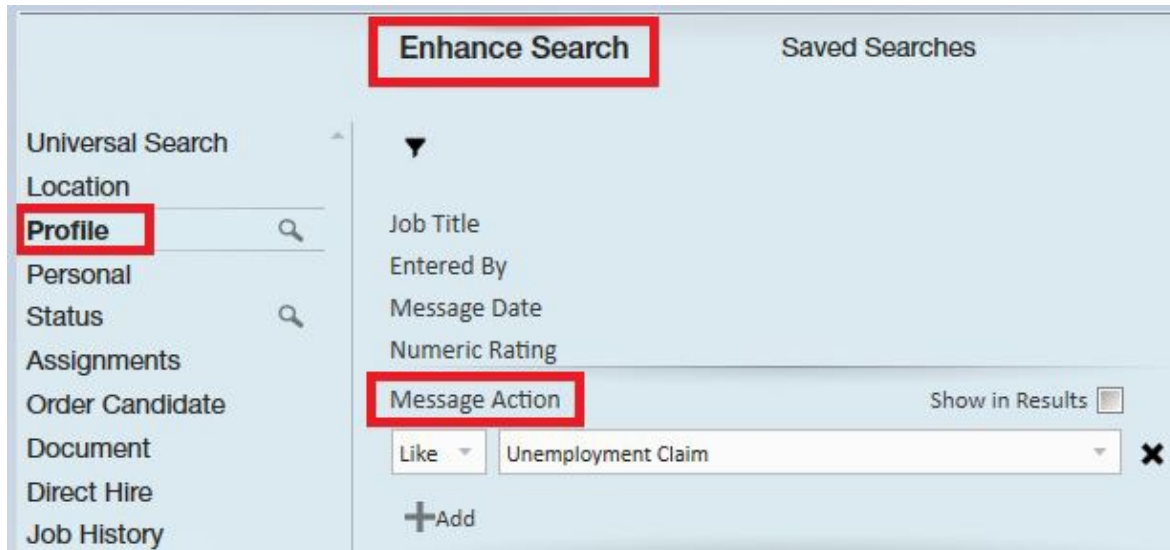 Enhance Search Saved Searches
Universal Search
Location
Profile
Personal
Status
Assignments
Order Candidate
Document
Direct Hire
Job History
Job Title
Entered By
Message Date
Numeric Rating
Message Action Show in Results
Like Unemployment Claim
Add